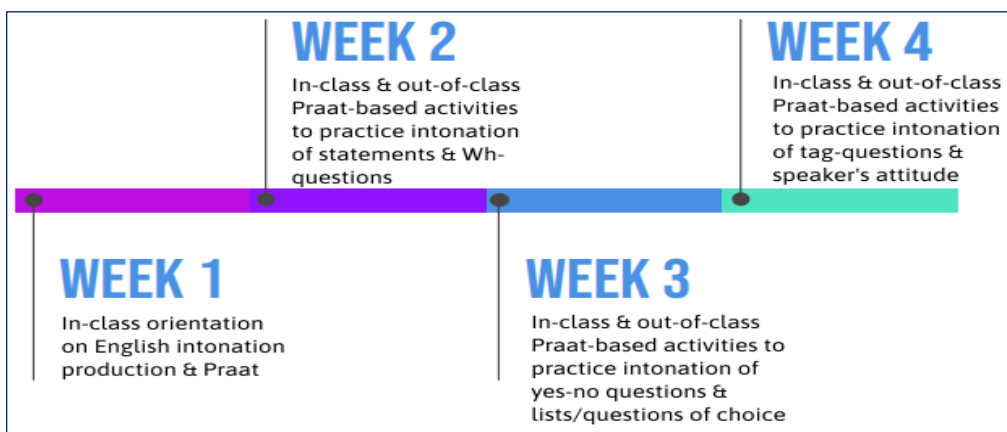 WEEK 2
In-class & out-of-class
Praat-based activities
to practice intonation
of statements & Wh-
questions
WEEK 4
In-class & out-of-class
Praat-based activities
to practice intonation
of tag-questions &
speaker's attitude
WEEK 1
In-class orientation
on English intonation
production & Praat
WEEK 3
In-class & out-of-class
Praat-based activities to
practice intonation of
yes-no questions &
lists/questions of choice